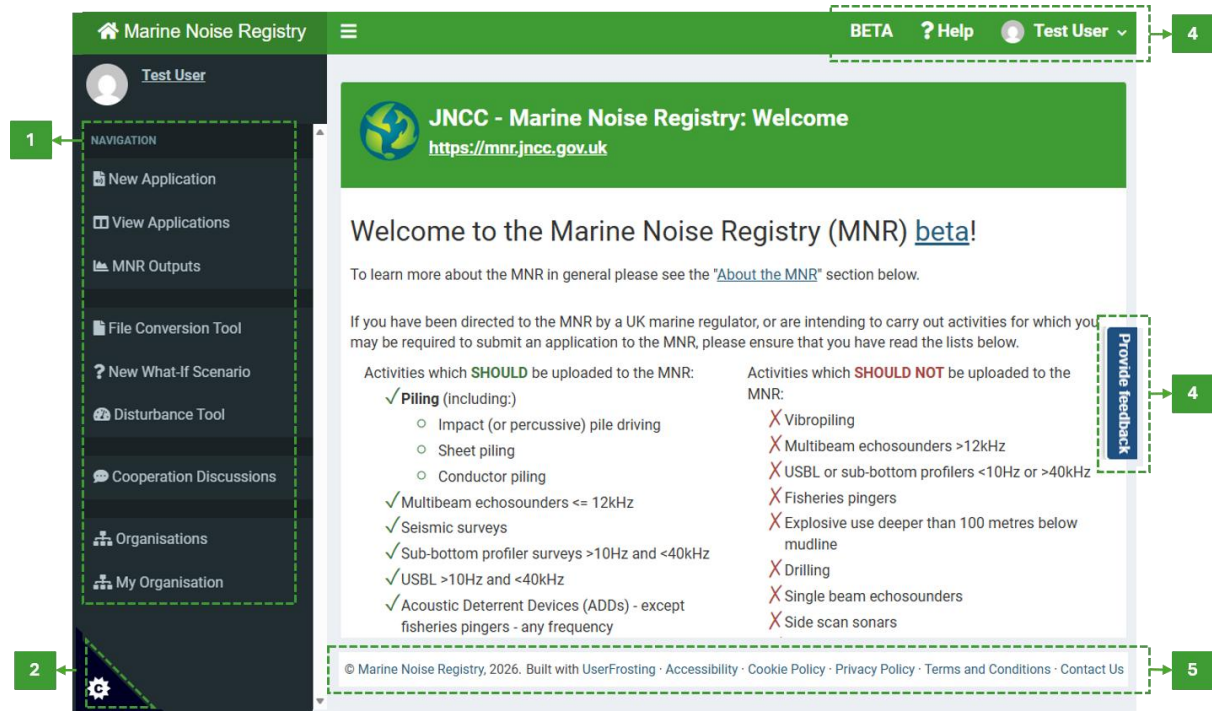 Marine Noise Registry
BETA ? Help Test User
4
Test User
1
NAVIGATION
New Application
View Applications
MNR Outputs
File Conversion Tool
? New What-If Scenario
Disturbance Tool
Cooperation Discussions
Organisations
My Organisation
2
C
JNCC - Marine Noise Registry: Welcome
https://mnr.jncc.gov.uk
Welcome to the Marine Noise Registry (MNR) beta!
To learn more about the MNR in general please see the "About the MNR" section below.
If you have been directed to the MNR by a UK marine regulator, or are intending to carry out activities for which you
may be required to submit an application to the MNR, please ensure that you have read the lists below.
Activities which SHOULD be uploaded to the MNR:
√Piling (including:)
○ Impact (or percussive) pile driving
○ Sheet piling
○ Conductor piling
√Multibeam echosounders <= 12kHz
√Seismic surveys
√Sub-bottom profiler surveys >10Hz and <40kHz
√USBL >10Hz and <40kHz
√Acoustic Deterrent Devices (ADDs) - except
fisheries pingers - any frequency
Activities which SHOULD NOT be uploaded to the
MNR:
╳Vibropiling
╳Multibeam echosounders >12kHz
╳USBL or sub-bottom profilers <10Hz or >40kHz
╳Fisheries pingers
╳Explosive use deeper than 100 metres below
mudline
╳Drilling
╳Single beam echosounders
╳Side scan sonars
Provide feedback
4
© Marine Noise Registry, 2026. Built with UserFrosting · Accessibility · Cookie Policy · Privacy Policy · Terms and Conditions · Contact Us
5